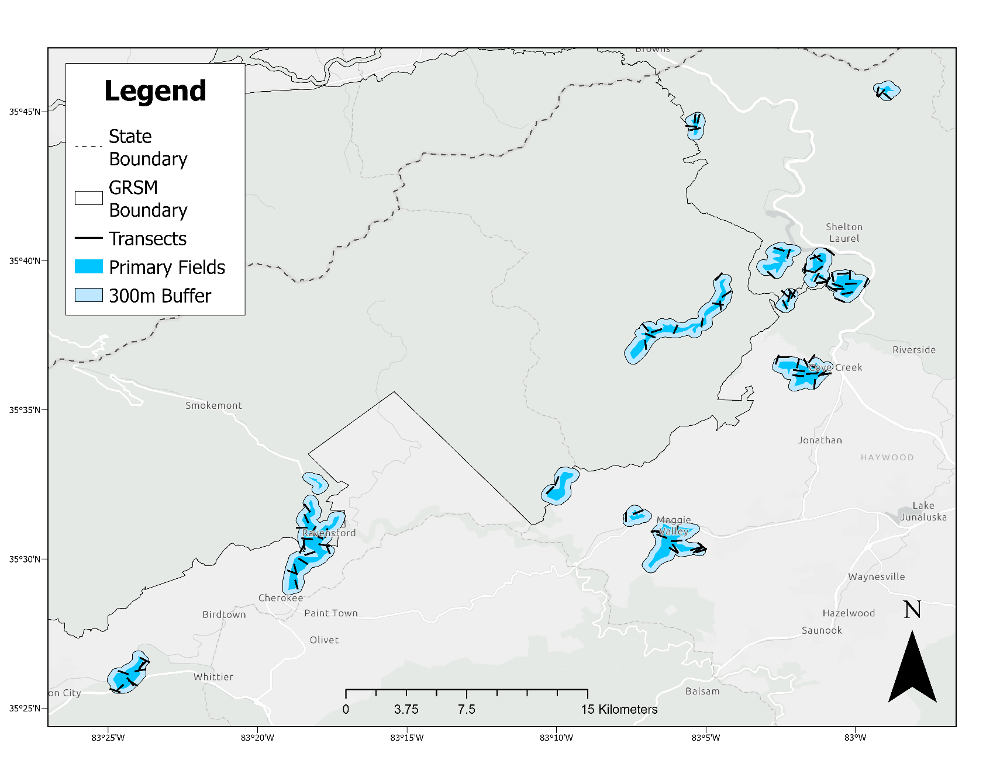 Browns
Legend
State
Boundary
GRSM
Boundary
Transects
Primary Fields
300m Buffer
35°45'N
35°40'N
35°35'N
35°30'N
35°25'N
Shelton
Laurel
Riverside
Cove Creek
Smokemont
Jonathan
HAYWOOD
Lake
Junaluska
Maggie
Valley
Ravensford
Waynesville
Cherokee
Birdtown
Paint Town
Hazelwood
Saunook
Olivet
N
Whittier
on City
Balsam
0 3.75 7.5 15 Kilometers
83°25'W 83°20'W 83°15'W 83°10'W 83°5'W 83°W